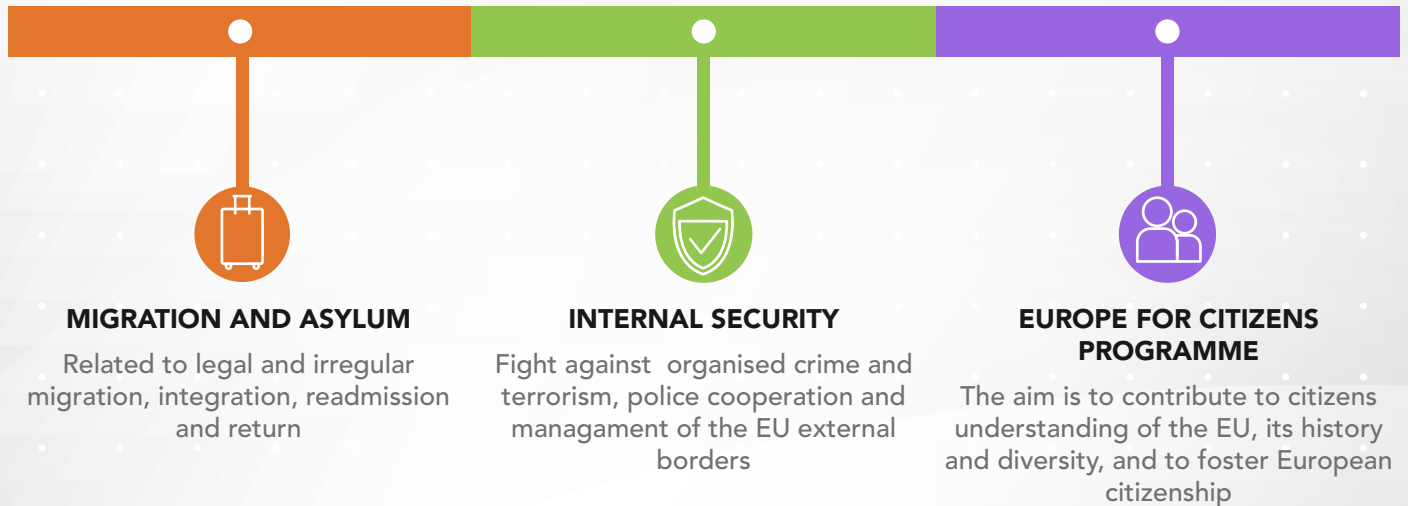 MIGRATION AND ASYLUM
Related to legal and irregular
migration, integration, readmission
and return
INTERNAL SECURITY
Fight against  organised crime and
terrorism, police cooperation and
managament of the EU external
borders
EUROPE FOR CITIZENS
PROGRAMME
The aim is to contribute to citizens
understanding of the EU, its history
and diversity, and to foster European
citizenship